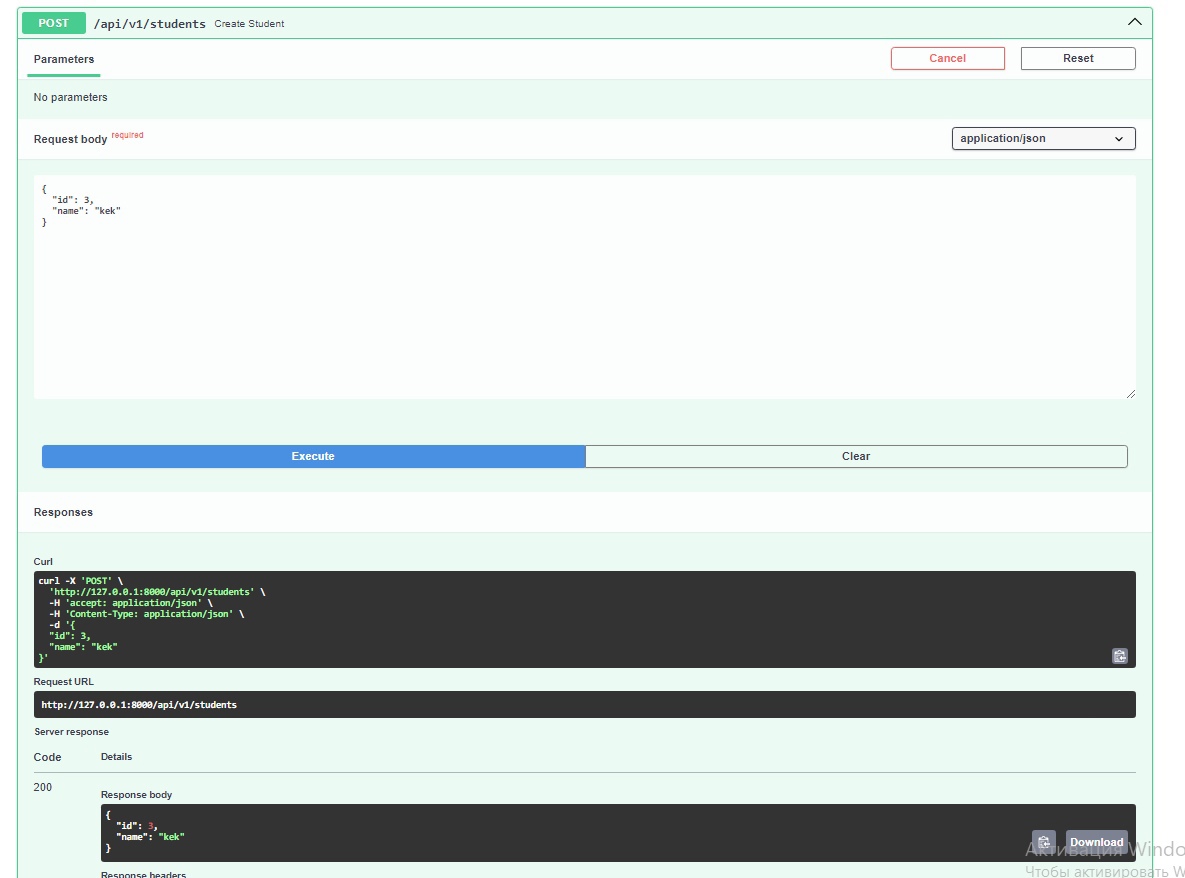 POST /api/v1/students Create Student
Parameters
Cancel
Reset
No parameters
Request body required
application/json
{
  "id": 3,
  "name": "kek"
}
Execute
Clear
Responses
Curl
curl -X 'POST' \
  'http://127.0.0.1:8000/api/v1/students' \
  -H 'accept: application/json' \
  -H 'Content-Type: application/json' \
  -d '{
  "id": 3,
  "name": "kek"
}'
Request URL
http://127.0.0.1:8000/api/v1/students
Server response
Code Details
200
Response body
{
  "id": 3,
  "name": "kek"
}
Download
Активация Windo
Чтобы активировать W
Response headers